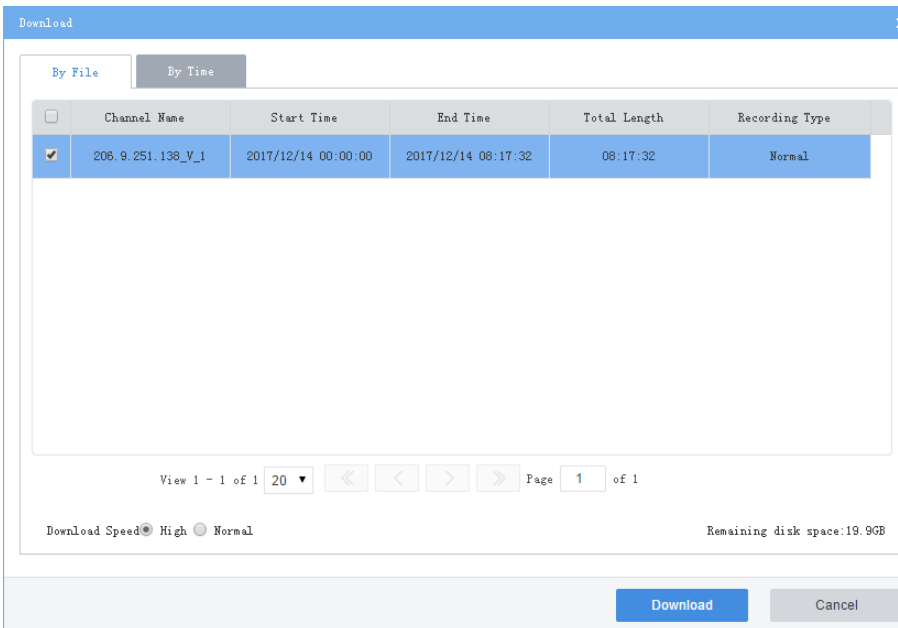 Download
By File By Time
Channel Name Start Time End Time Total Length Recording Type
206.9.251.138_V_1 2017/12/14 00:00:00 2017/12/14 08:17:32 08:17:32 Normal
View 1 - 1 of 1 20 Page 1 of 1
Download Speed High Normal Remaining disk space:19.9GB
Download Cancel